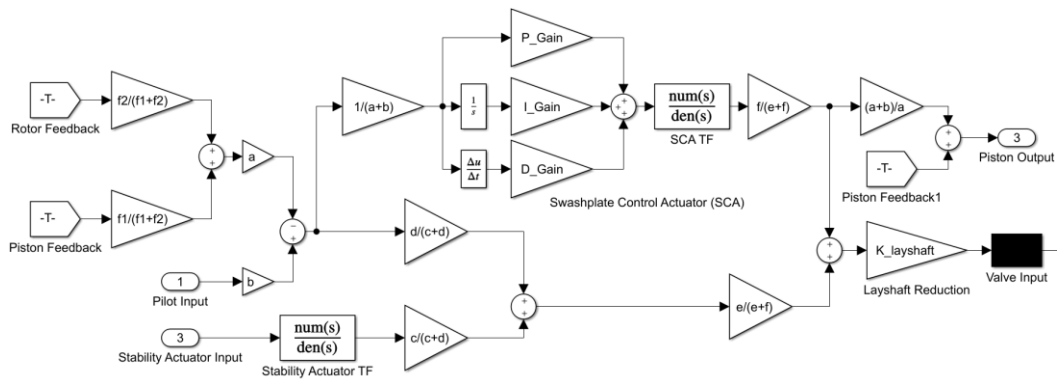 P_Gain
-T-
Rotor Feedback
f2/(f1+f2)
1/(a+b)
1
s
I_Gain
num(s)
den(s)
SCA TF
f/(e+f)
(a+b)/a
3
Piston Output
a
Δu
Δt
D_Gain
-T-
Piston Feedback1
Swashplate Control Actuator (SCA)
-T-
Piston Feedback
f1/(f1+f2)
d/(c+d)
K_layshaft
Layshaft Reduction
Valve Input
1
Pilot Input
b
e/(e+f)
3
Stability Actuator Input
num(s)
den(s)
Stability Actuator TF
c/(c+d)